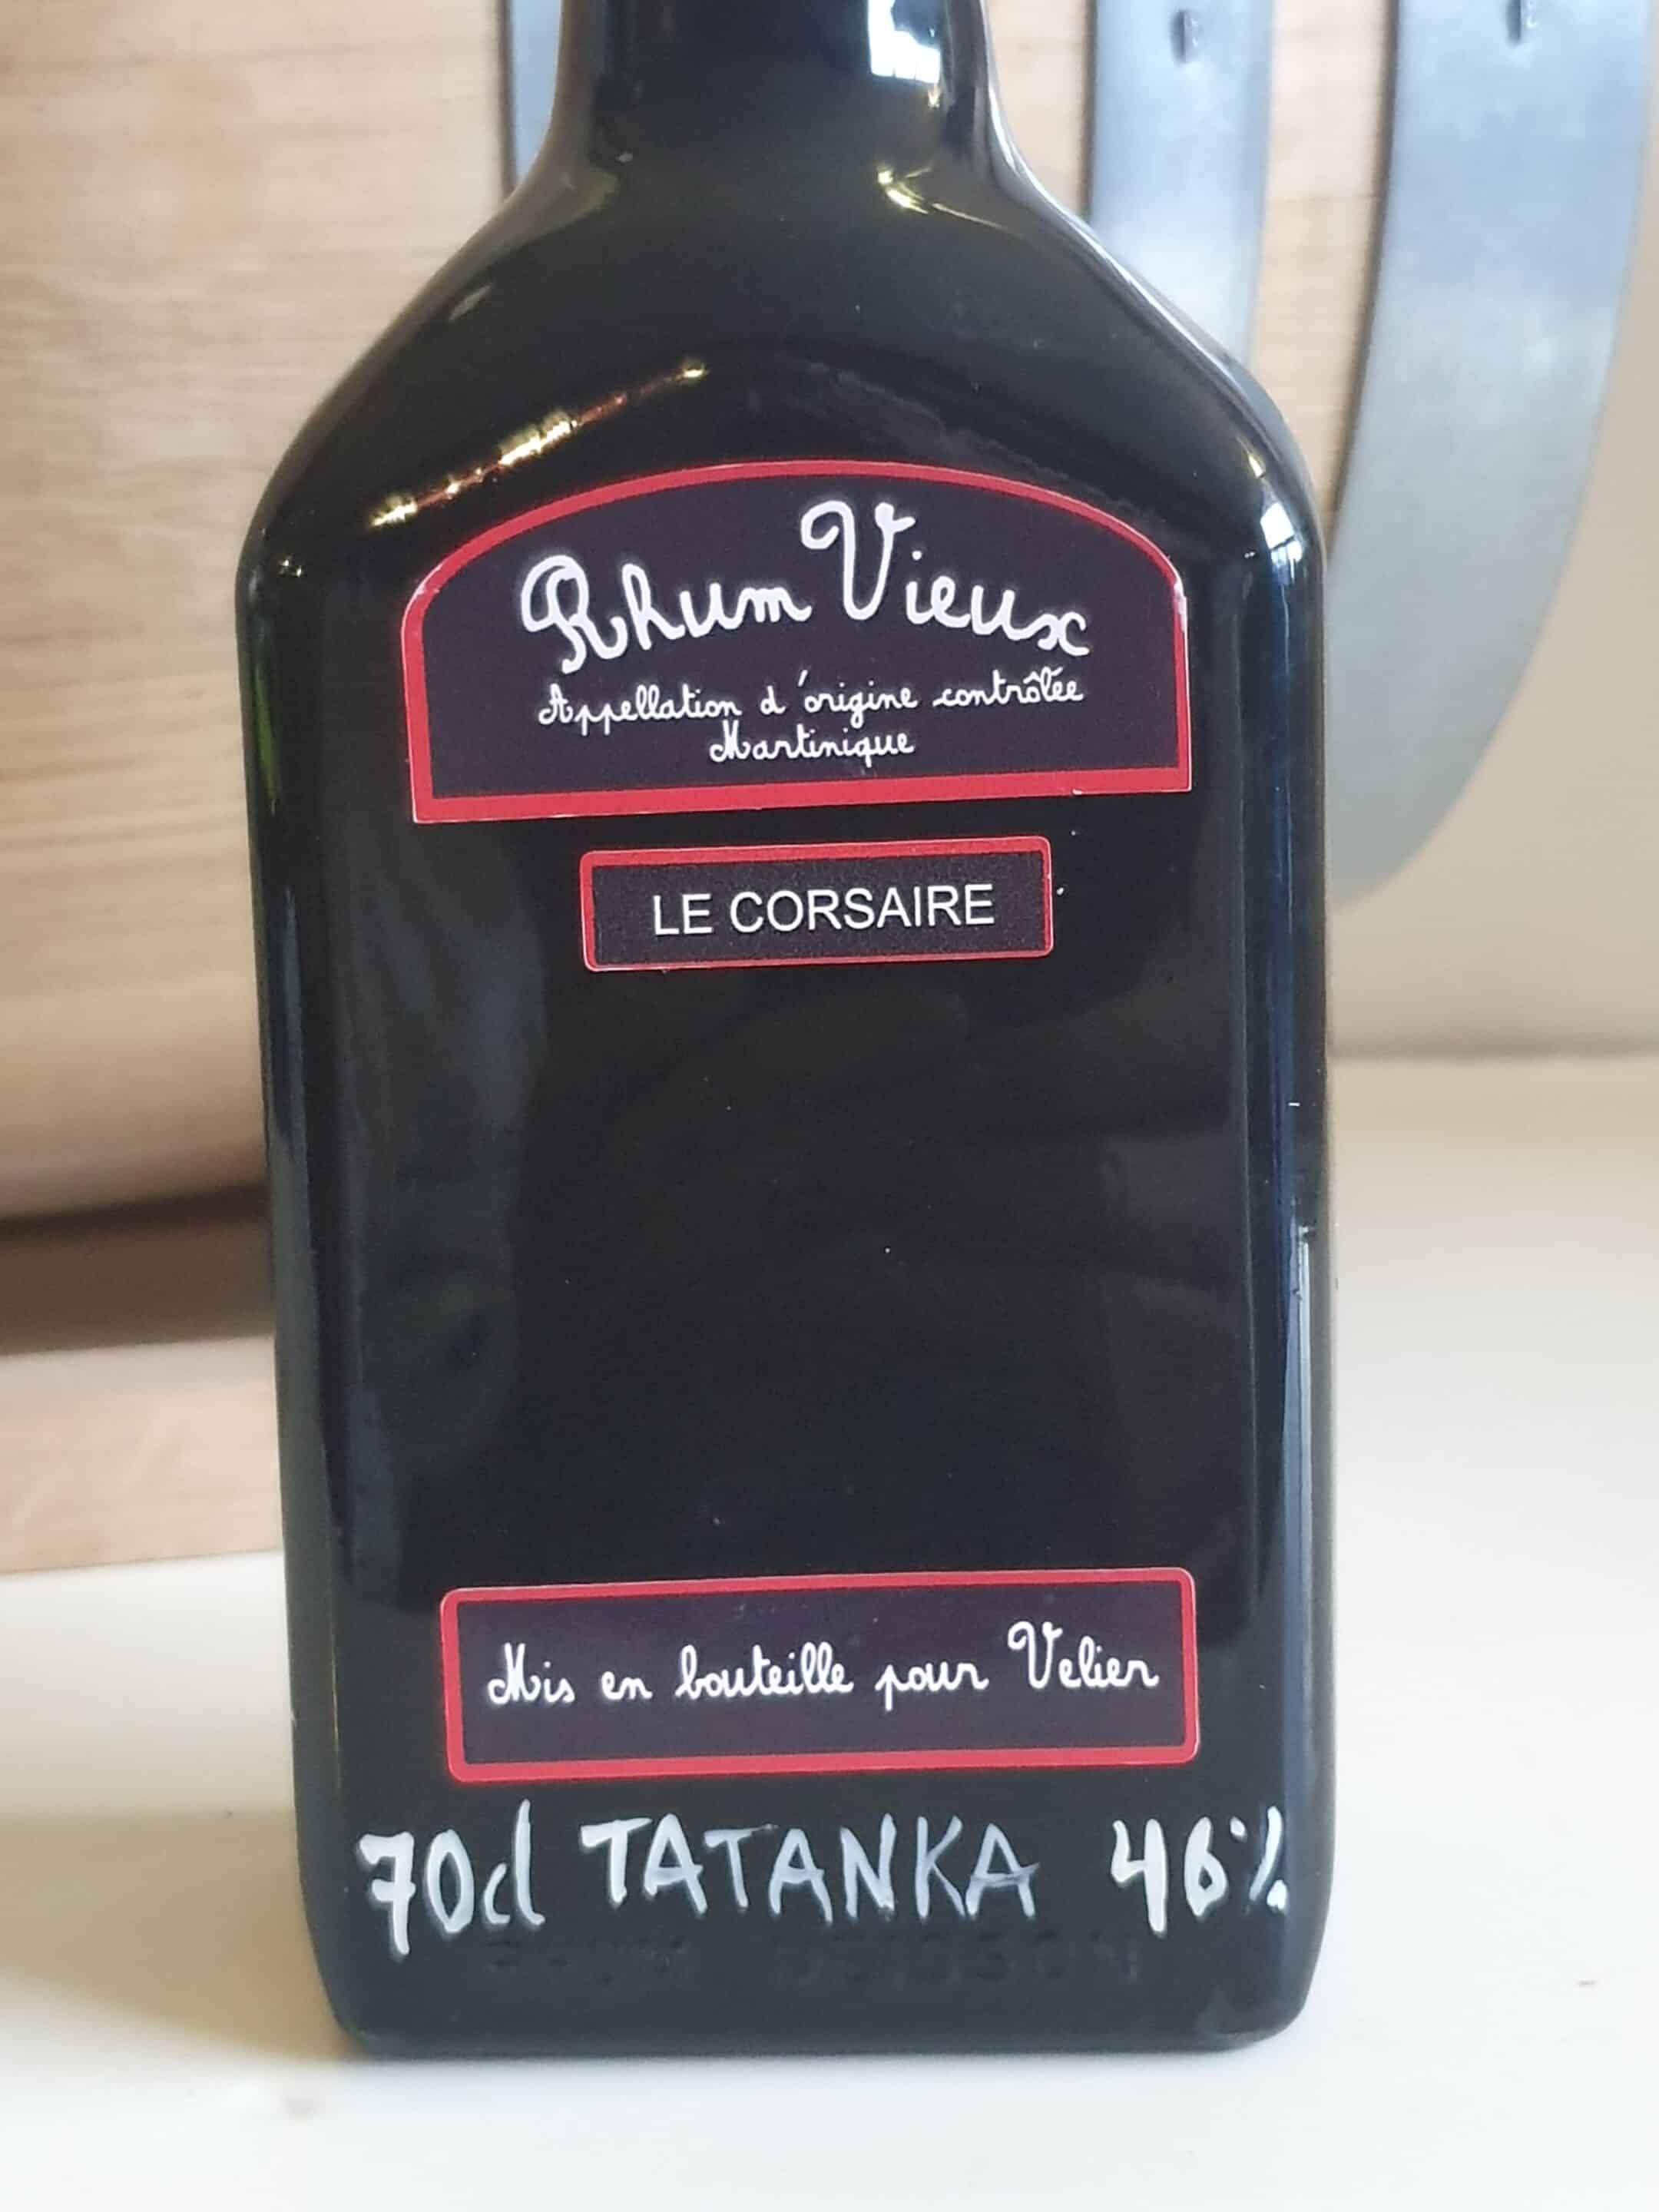 Rhum Vieux
Appellation d'origine contrôlée
Martinique
LE CORSAIRE
Mis en bouteille pour Velier
70cl TATANKA 46%